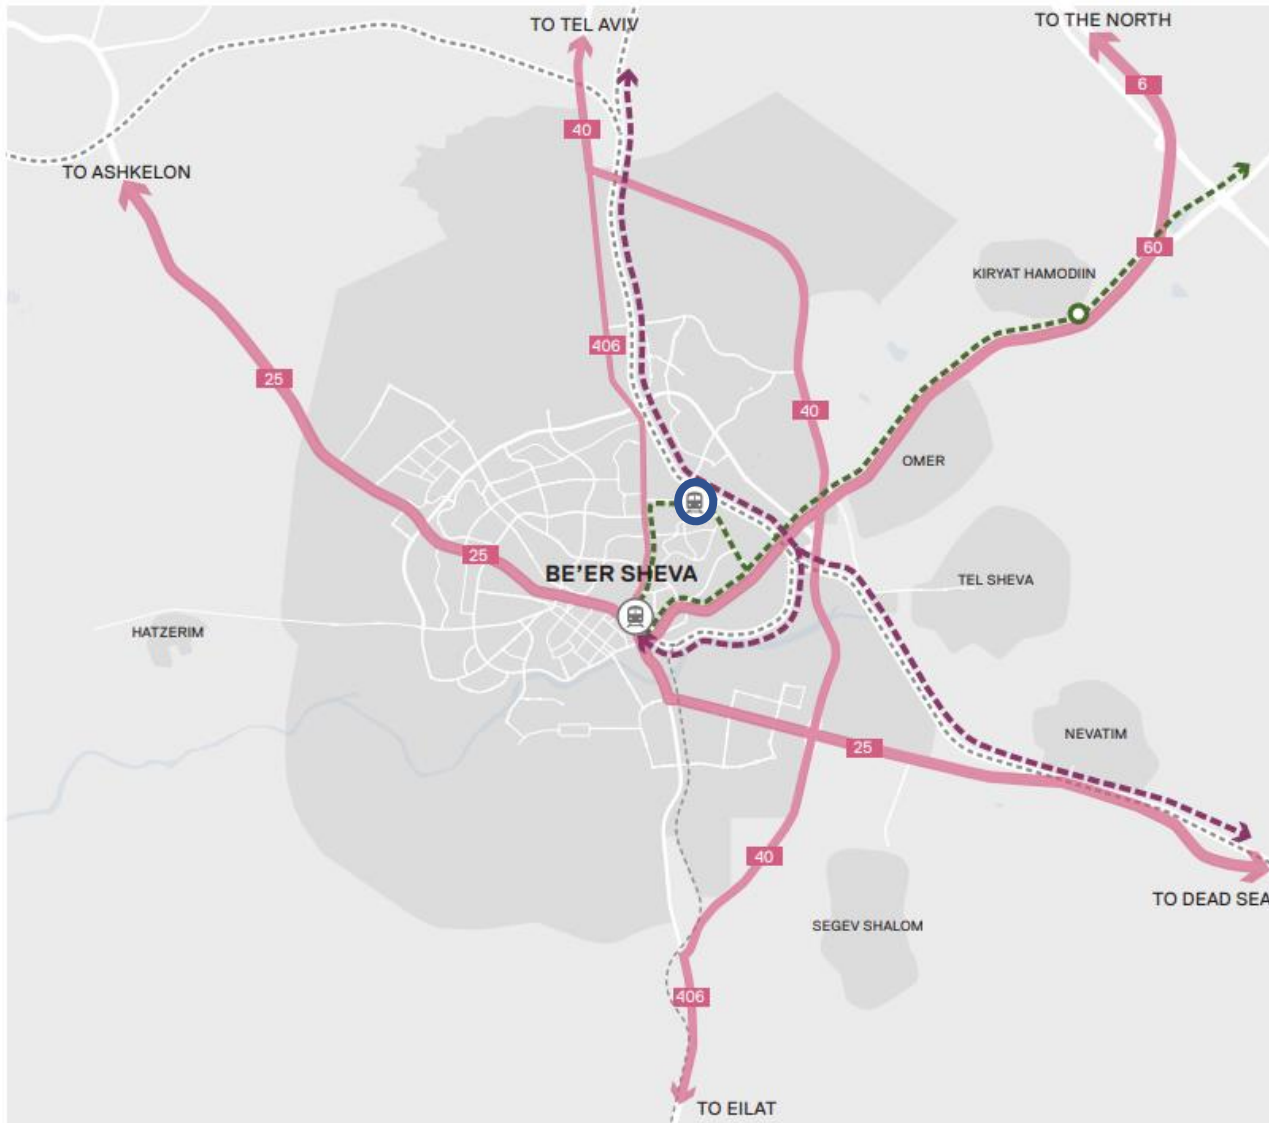 TO TEL AVIV
TO THE NORTH
6
40
TO ASHKELON
60
KIRYAT HAMODIIN
406
25
40
OMER
25
BE'ER SHEVA
TEL SHEVA
HATZERIM
NEVATIM
25
40
TO DEAD SEA
SEGEV SHALOM
406
TO EILAT